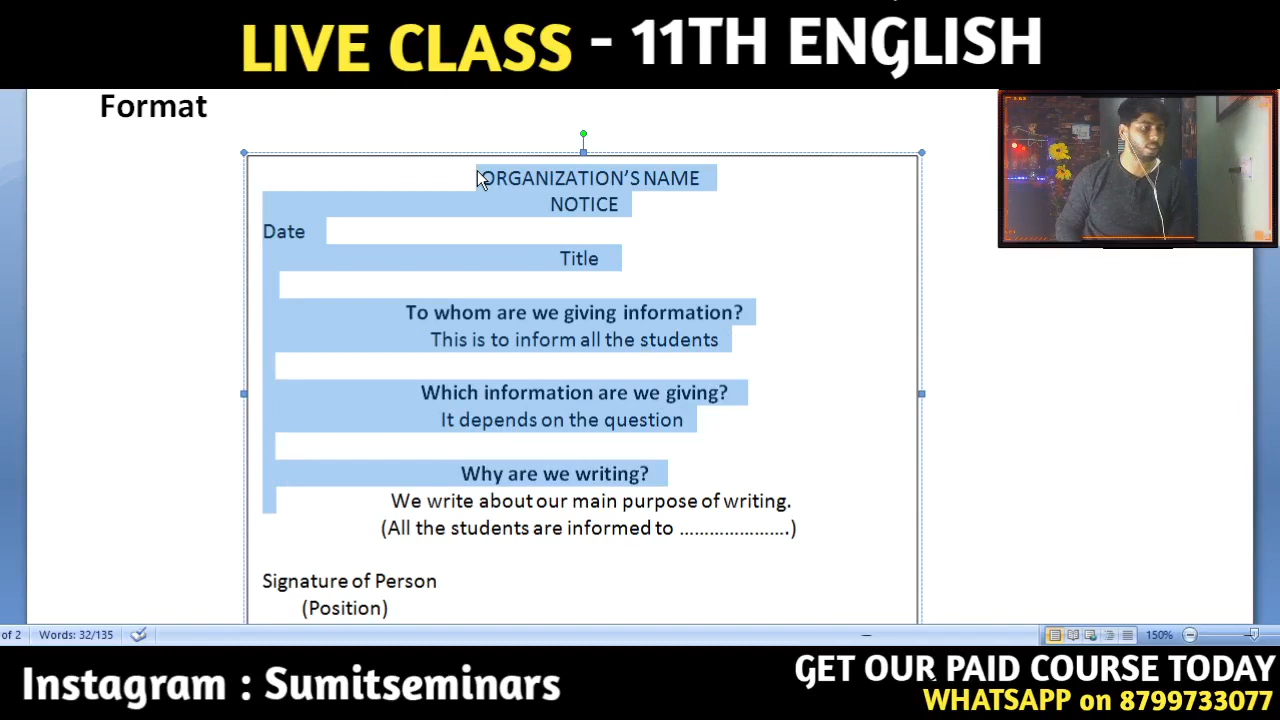 LIVE CLASS - 11TH ENGLISH
Format
ORGANIZATION'S NAME
NOTICE
Date
Title
To whom are we giving information?
This is to inform all the students
Which information are we giving?
It depends on the question
Why are we writing?
We write about our main purpose of writing.
(All the students are informed to ………………….)
Signature of Person
(Position)
of 2 Words: 32/135 150%
Instagram : Sumitseminars
GET OUR PAID COURSE TODAY
WHATSAPP on 8799733077